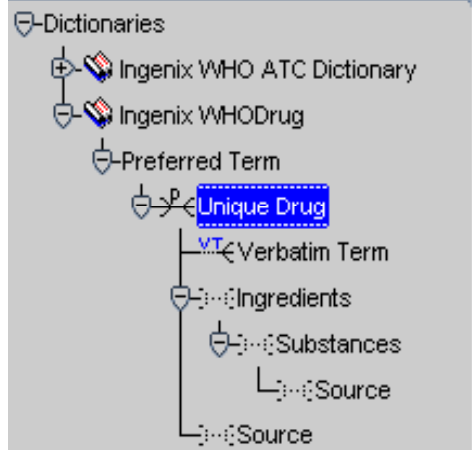 Dictionaries
Ingenix WHO ATC Dictionary
Ingenix WHODrug
Preferred Term
P Unique Drug
VT Verbatim Term
Ingredients
Substances
Source
Source